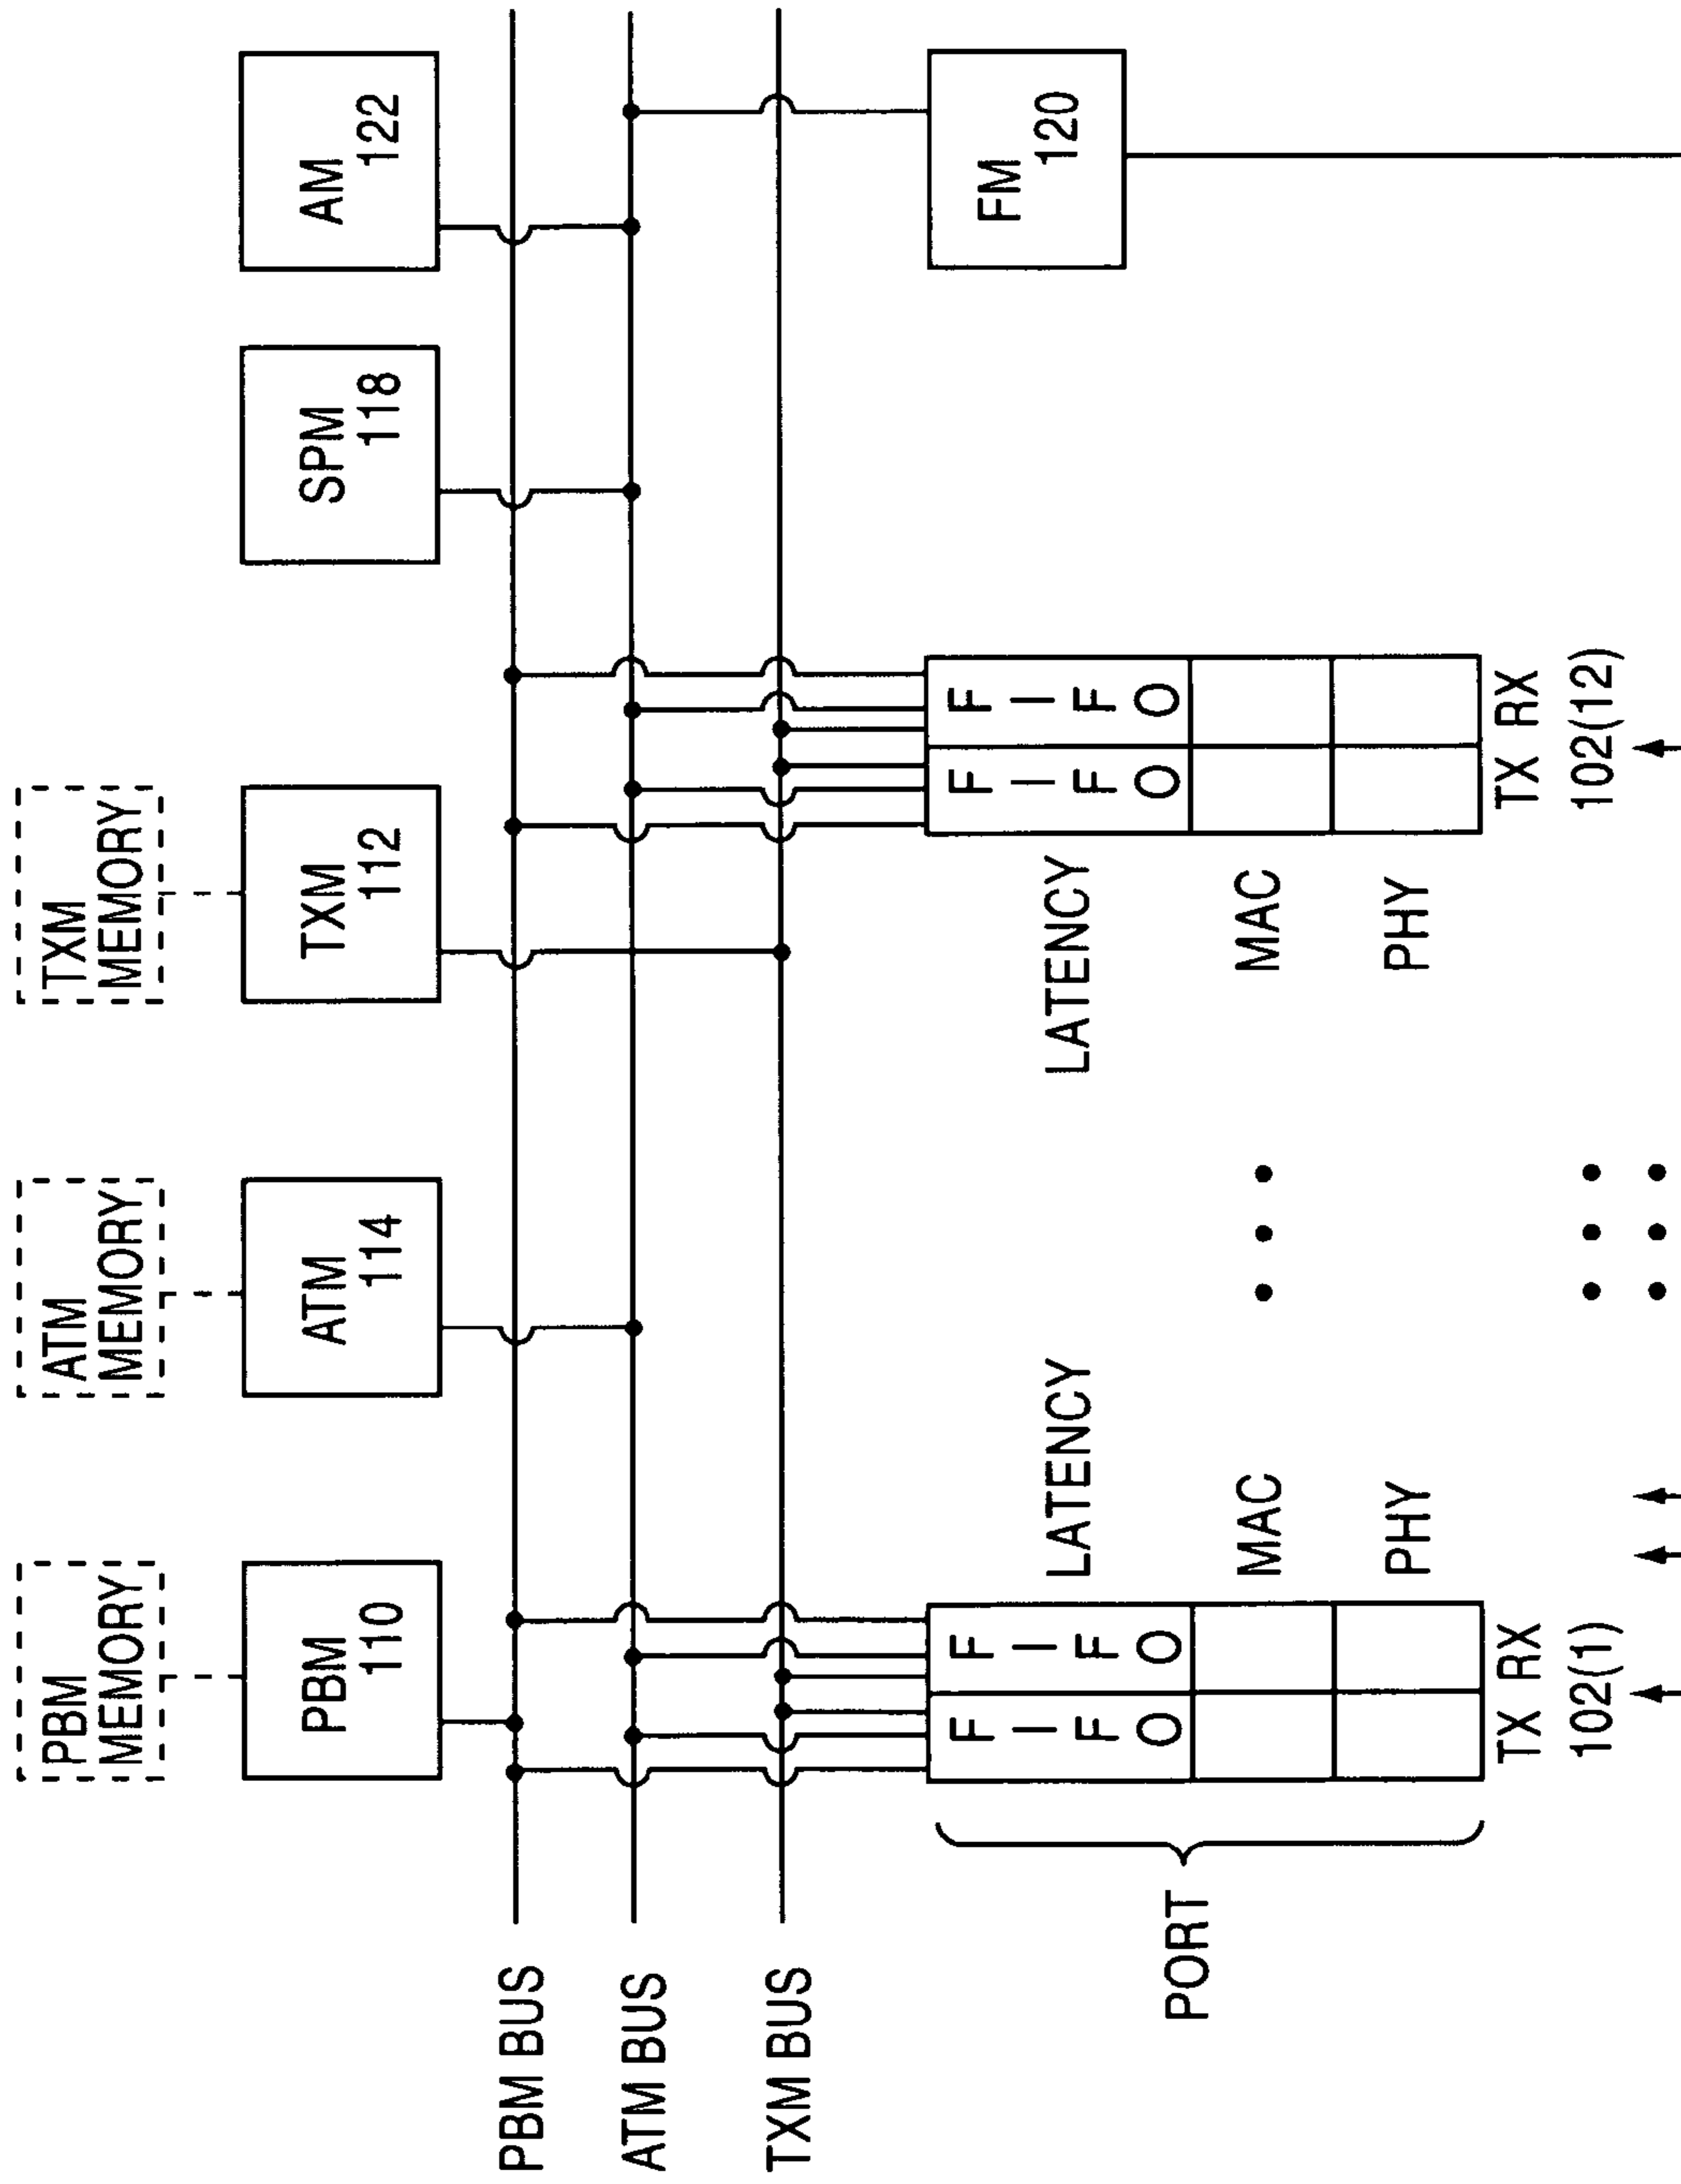 PBM
MEMORY
ATM
MEMORY
TXM
MEMORY
PBM
110
ATM
114
TXM
112
SPM
118
AM
122
PBM BUS
ATM BUS
TXM BUS
PORT
F
I
F
O
F
I
F
O
LATENCY
MAC
PHY
TX RX
102(1)
F
I
F
O
F
I
F
O
LATENCY
MAC
PHY
TX RX
102(12)
FM
120